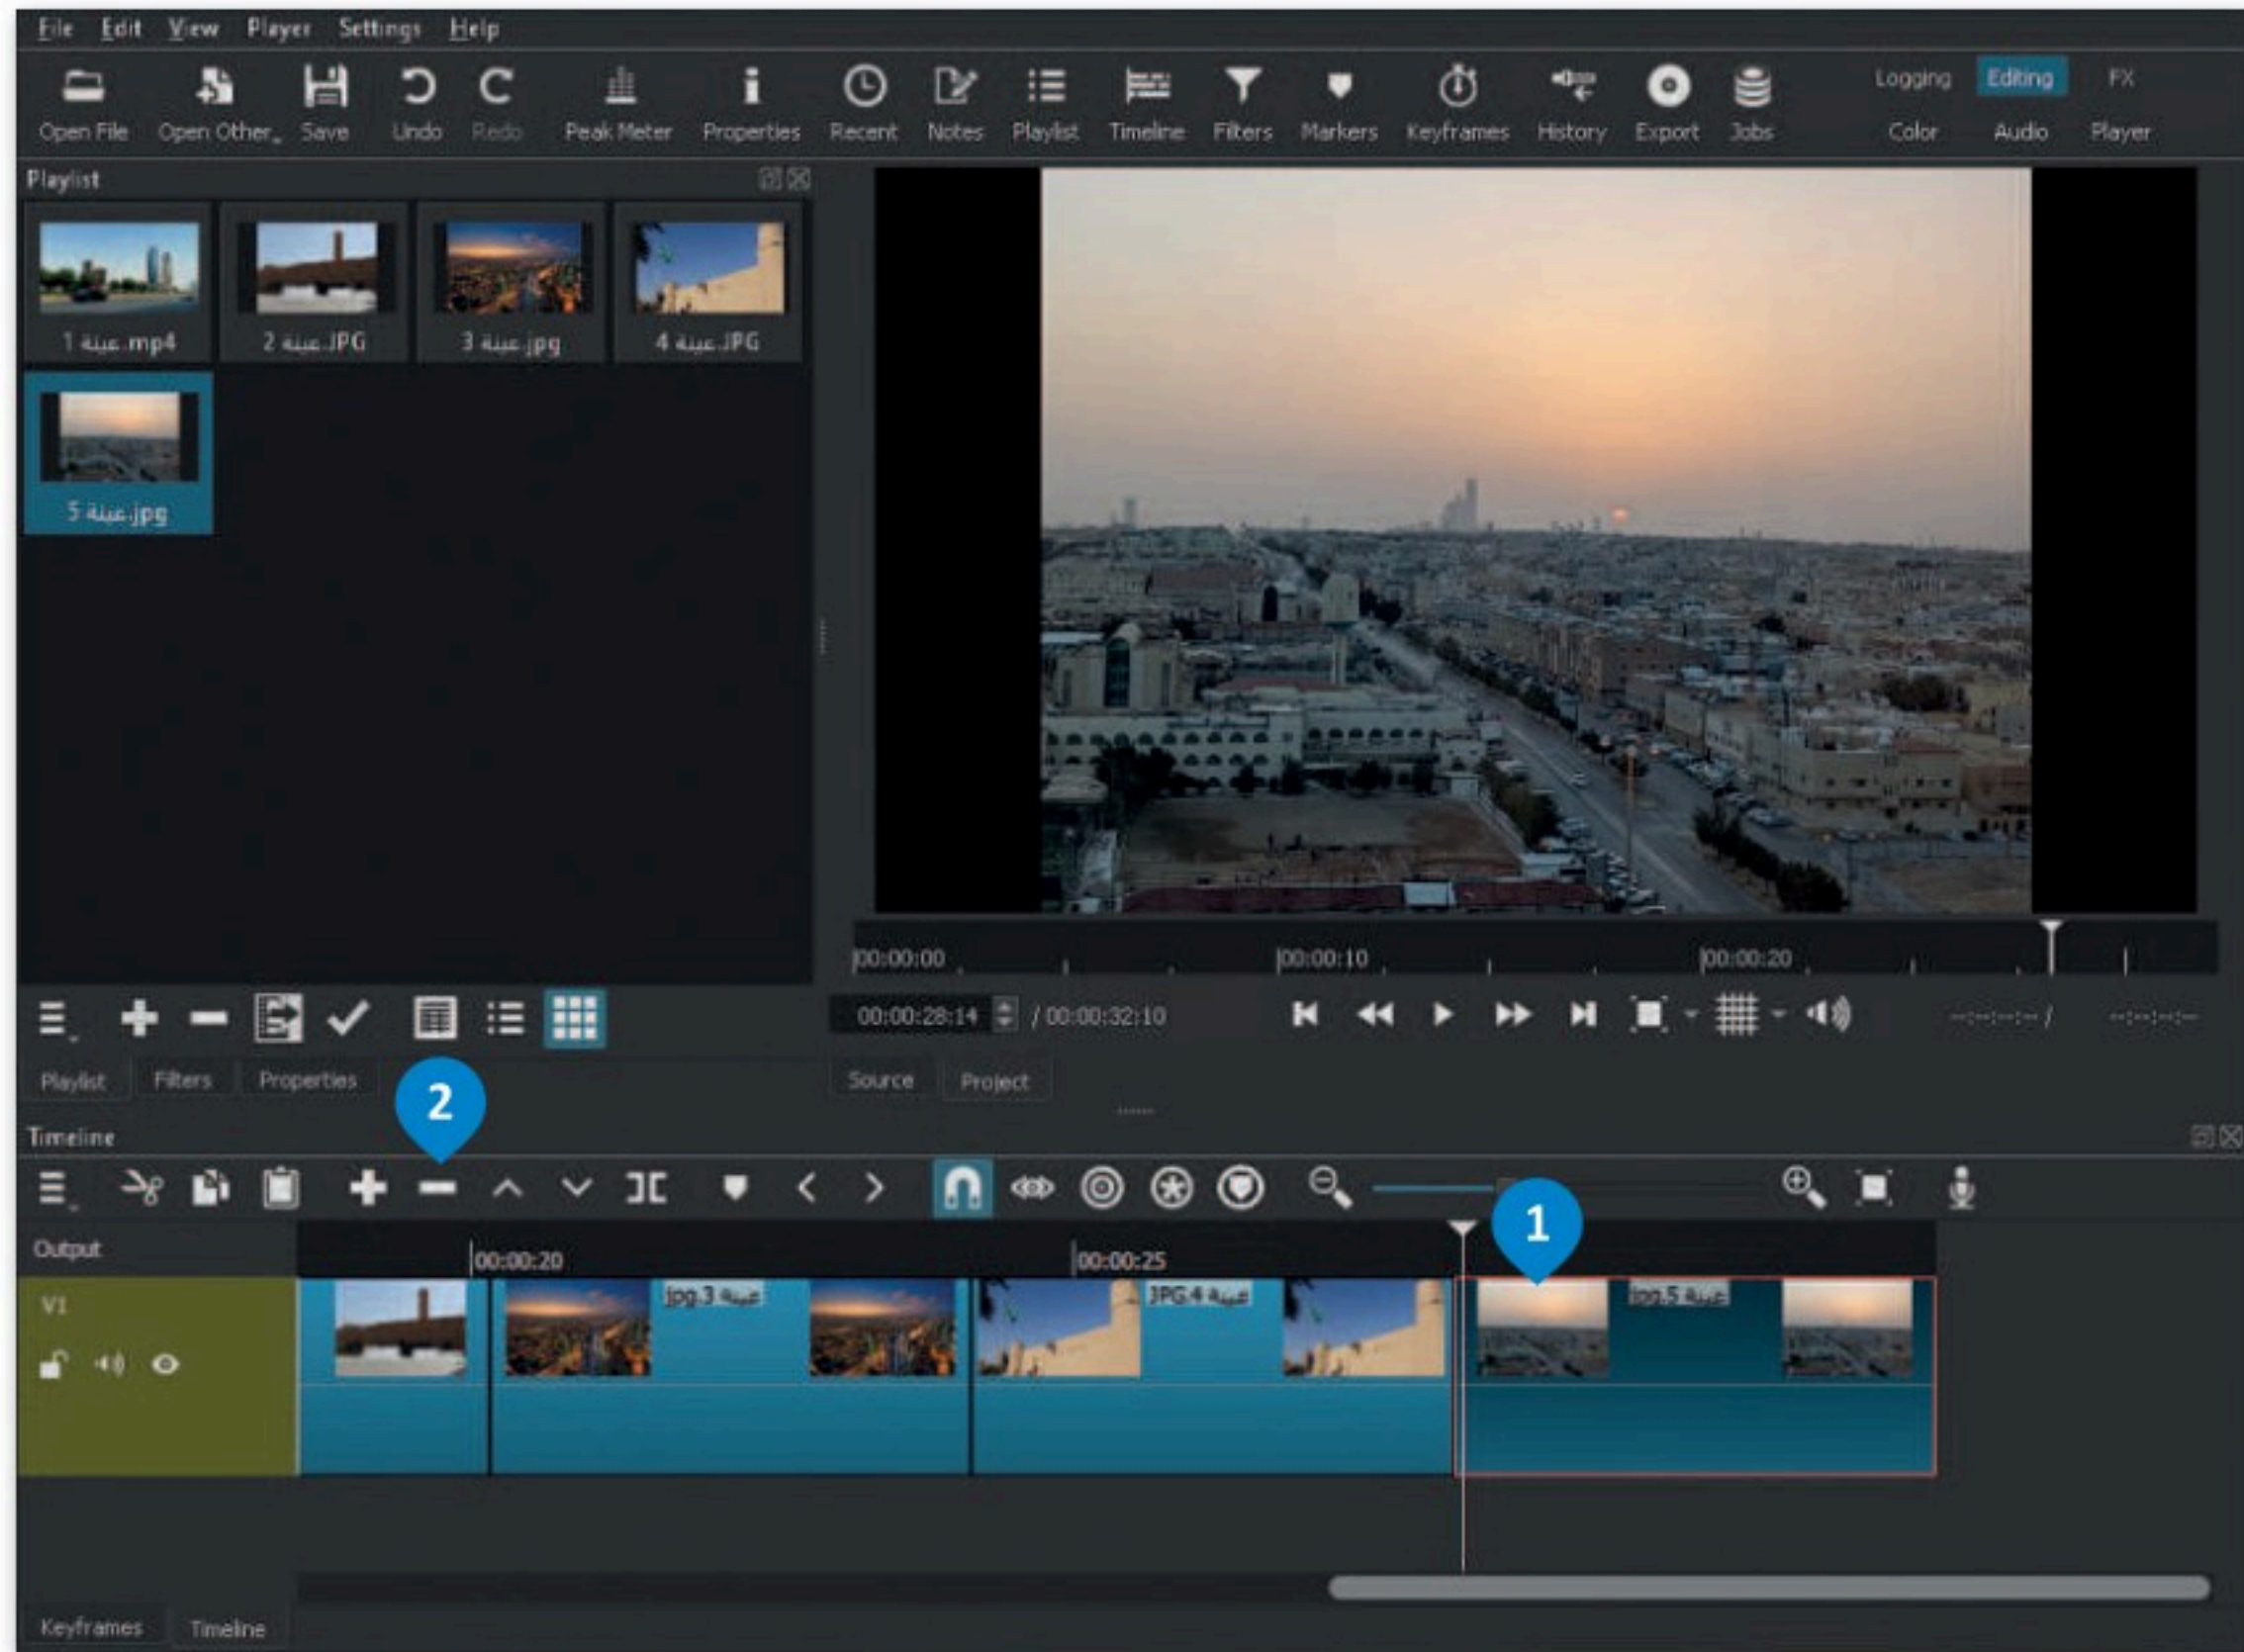 File Edit View Player Settings Help
Open File Open Other... Save Undo Redo Peak Meter Properties Recent Notes Playlist Timeline Filters Markers Keyframes History Export Jobs
Logging Editing FX
Color Audio Player
Playlist
عينة 1.mp4
عينة 2.JPG
عينة 3.jpg
عينة 4.JPG
عينة 5.jpg
00:00:00 00:00:10 00:00:20
00:00:28:14 / 00:00:32:10 --:--:--:-- / --:--:--:--
Playlist Filters Properties
Source Project
2
Timeline
1
Output
00:00:20 00:00:25
V1
عينة 3.jpg
عينة 4.JPG
عينة 5.jpg
Keyframes Timeline